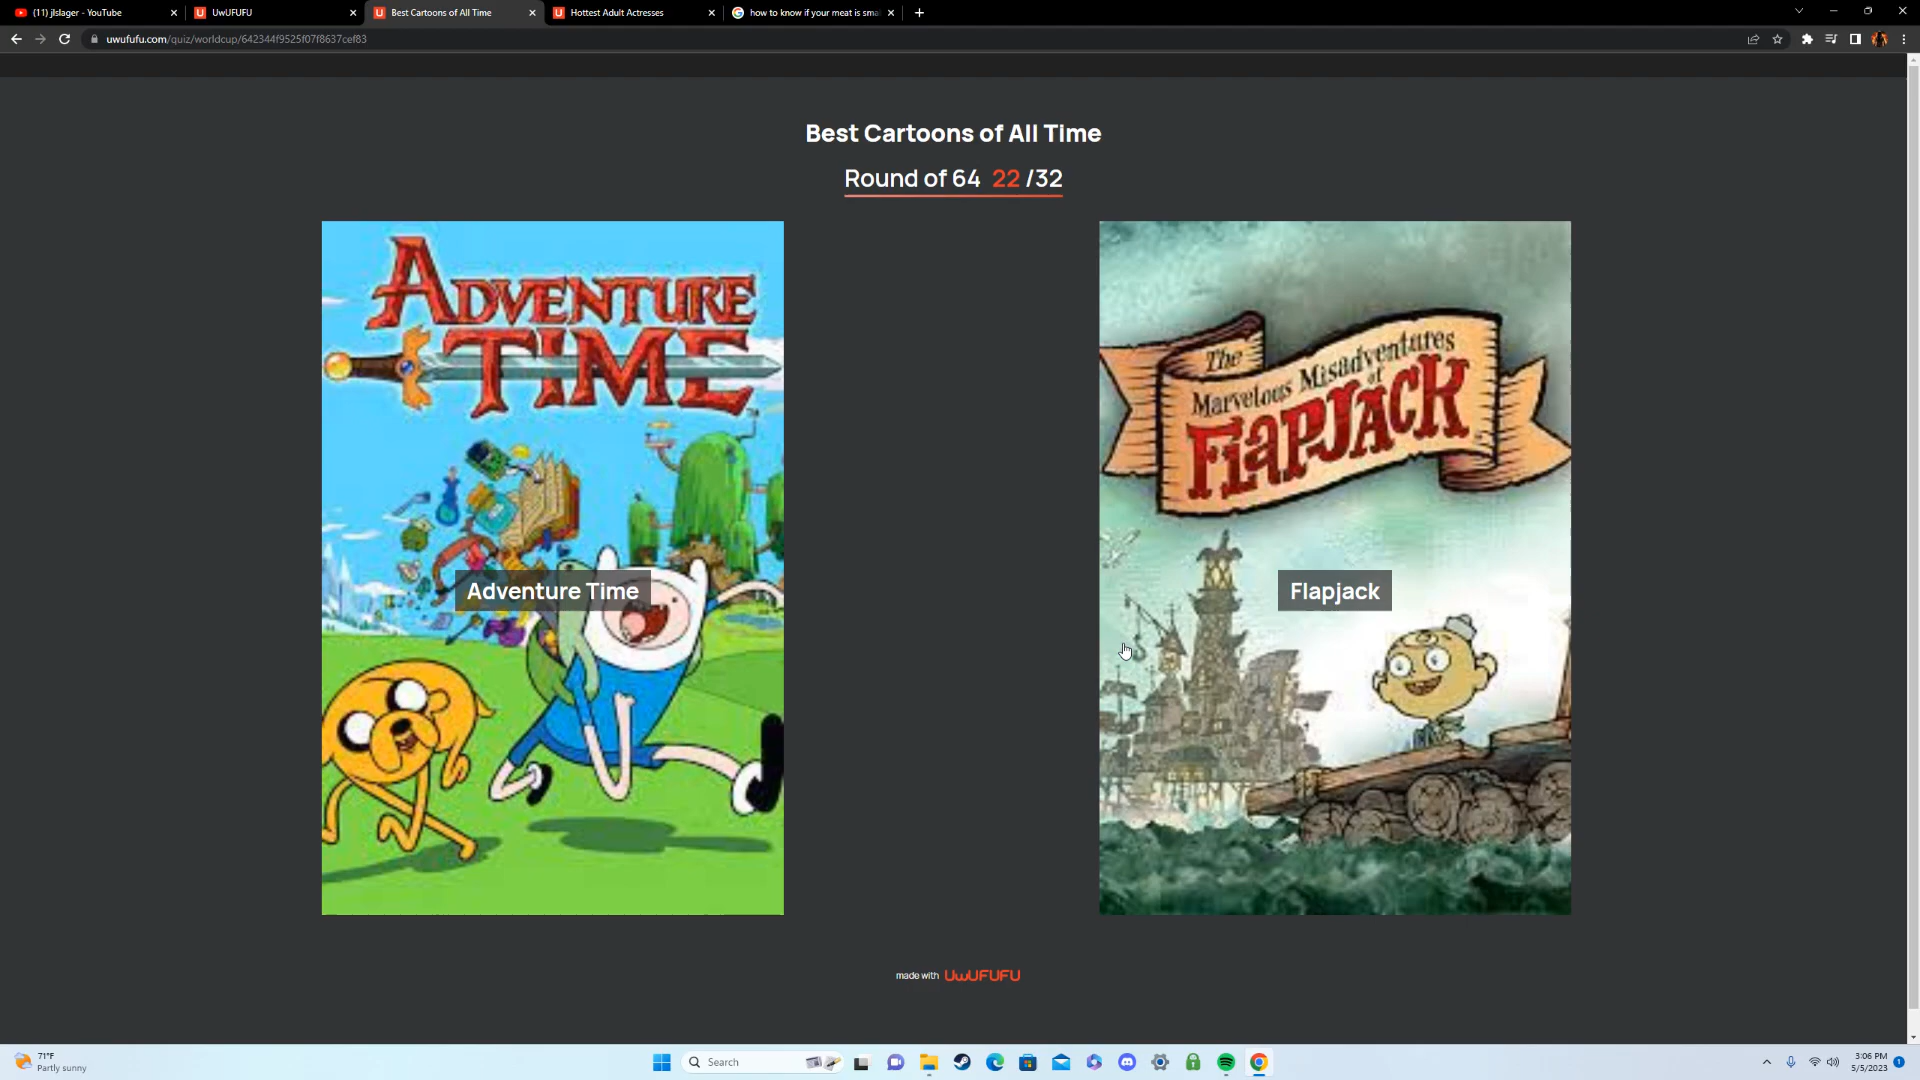 (11) jlslager - YouTube
UwUFUFU
Best Cartoons of All Time
Hottest Adult Actresses
how to know if your meat is smal
uwufufu.com/quiz/worldcup/642344f9525f07f8637cef83
Best Cartoons of All Time
Round of 64 22 /32
ADVENTURE
TIME
Adventure Time
The
Marvelous Misadventures
of
FLAPJACK
Flapjack
made with UwUFUFU
71°F
Partly sunny
Search
3:06 PM
5/5/2023
1